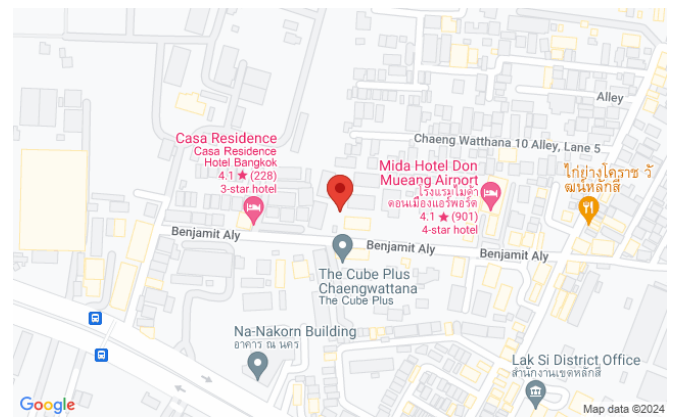 Alley
Chaeng Watthana 10 Alley, Lane 5
Casa Residence
Casa Residence
Hotel Bangkok
4.1 ★ (228)
3-star hotel
Mida Hotel Don
Mueang Airport
โรงแรมไมด้า
ดอนเมืองแอร์พอร์ต
4.1 ★ (901)
4-star hotel
ไก่ย่างโคราช วั
ฒนหลักสี่
Benjamit Aly
Benjamit Aly
Benjamit Aly
The Cube Plus
Chaengwattana
The Cube Plus
Na-Nakorn Building
อาคาร ณ นคร
Lak Si District Office
สำนักงานเขตหลักสี่
Google
Map data ©2024